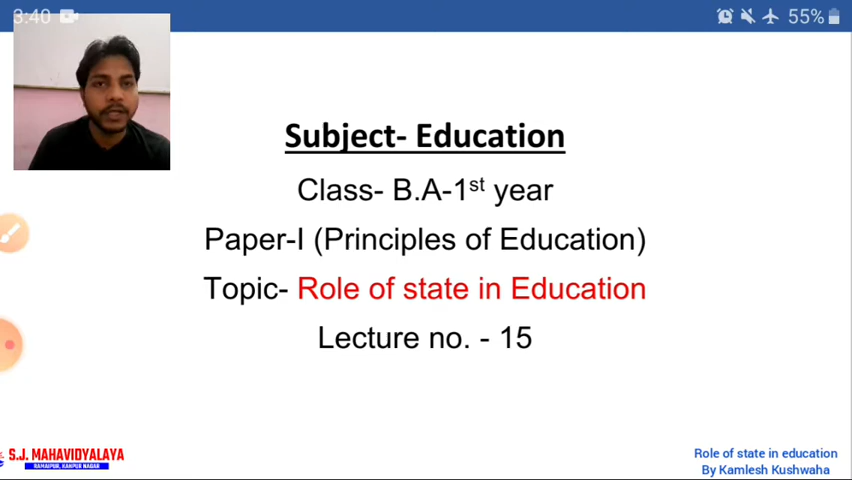 3:40
55%
Subject- Education
Class- B.A-1st year
Paper-I (Principles of Education)
Topic- Role of state in Education
Lecture no. - 15
S.J. MAHAVIDYALAYA
RAMAIPUR, KANPUR NAGAR
Role of state in education
By Kamlesh Kushwaha